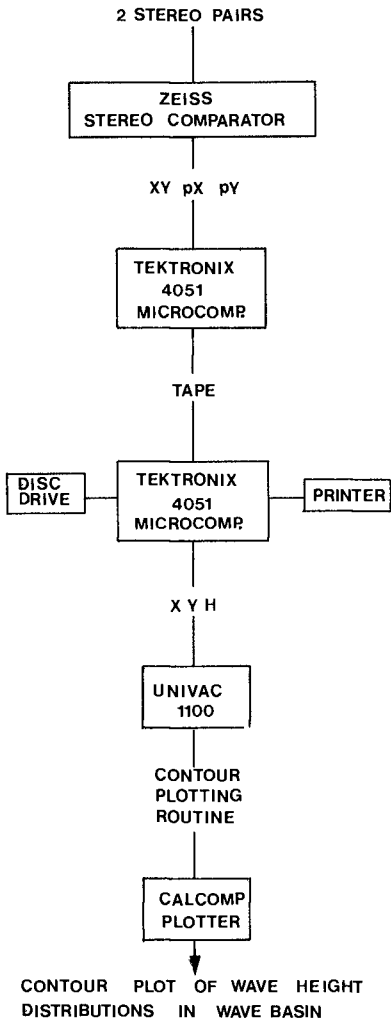 2 STEREO PAIRS
ZEISS
STEREO COMPARATOR
XY pX pY
TEKTRONIX
4051
MICROCOMP.
TAPE
DISC
DRIVE
TEKTRONIX
4051
MICROCOMP.
PRINTER
X Y H
UNIVAC
1100
CONTOUR
PLOTTING
ROUTINE
CALCOMP
PLOTTER
CONTOUR PLOT OF WAVE HEIGHT
DISTRIBUTIONS IN WAVE BASIN